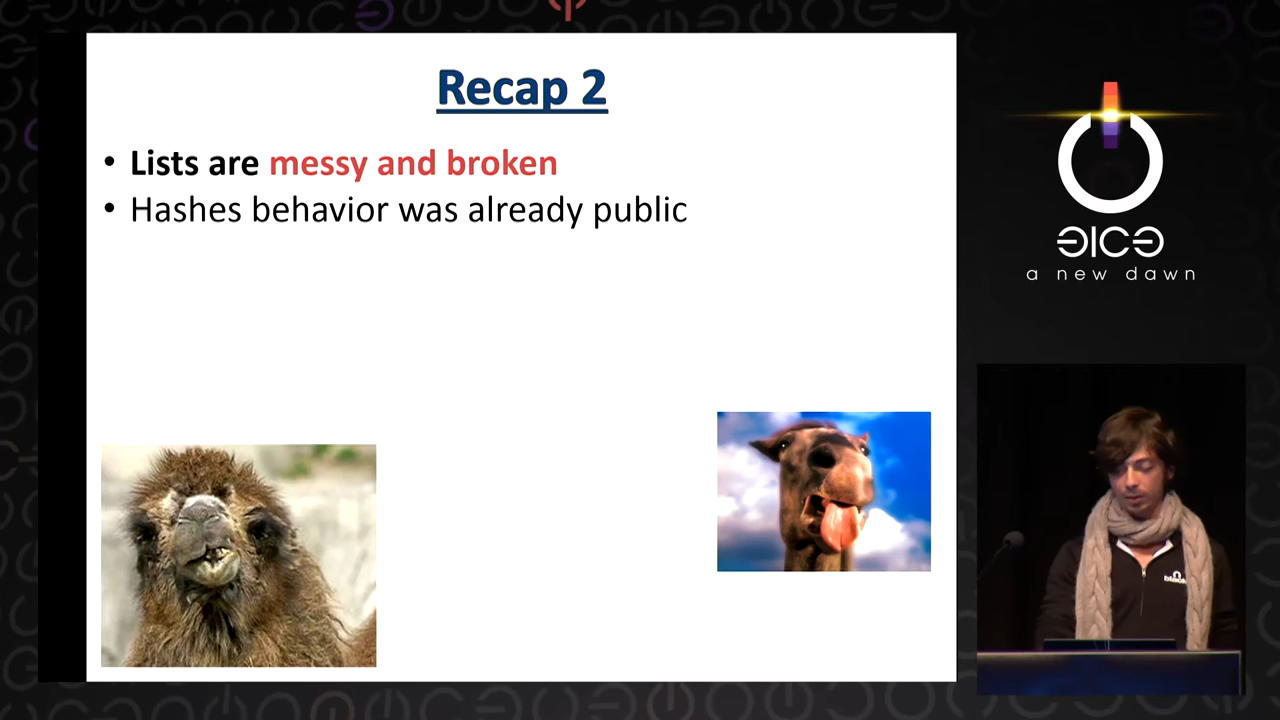 Recap 2
• Lists are messy and broken
• Hashes behavior was already public
a new dawn